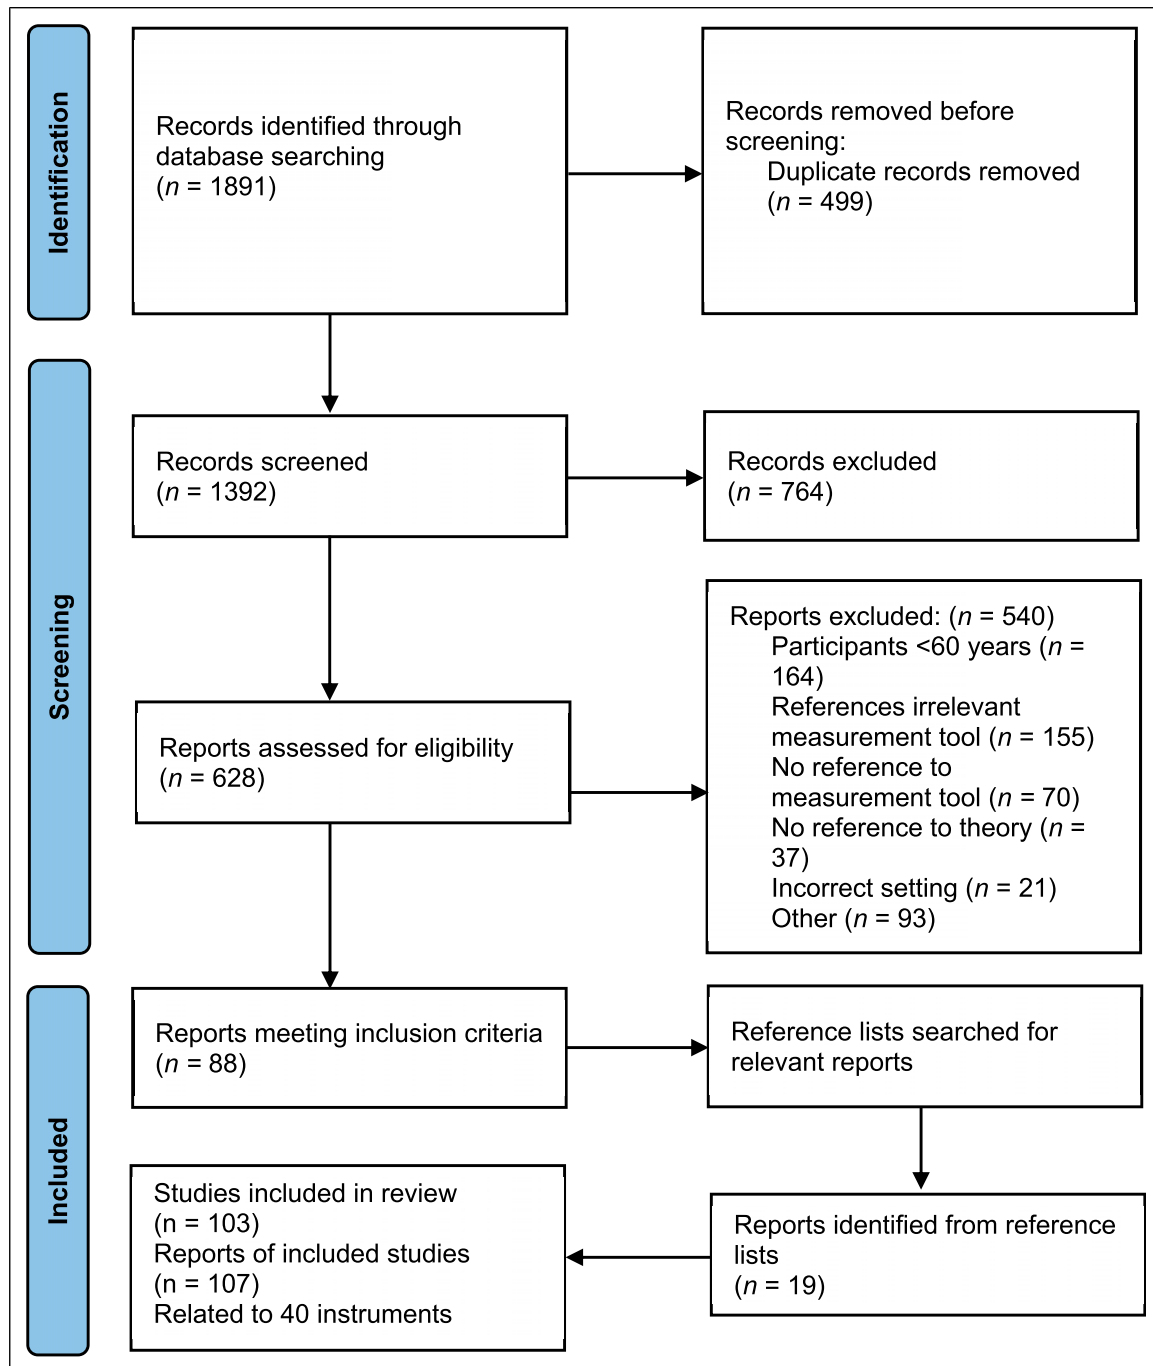 Identification
Records identified through
database searching
(n = 1891)
Records removed before
screening:
Duplicate records removed
(n = 499)
Screening
Records screened
(n = 1392)
Records excluded
(n = 764)
Reports assessed for eligibility
(n = 628)
Reports excluded: (n = 540)
Participants <60 years (n =
164)
References irrelevant
measurement tool (n = 155)
No reference to
measurement tool (n = 70)
No reference to theory (n =
37)
Incorrect setting (n = 21)
Other (n = 93)
Included
Reports meeting inclusion criteria
(n = 88)
Reference lists searched for
relevant reports
Reports identified from reference
lists
(n = 19)
Studies included in review
(n = 103)
Reports of included studies
(n = 107)
Related to 40 instruments